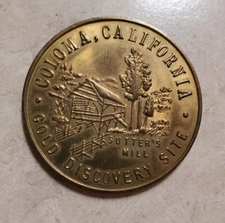 COLOMA, CALIFORNIA
SUTTER'S
MILL
· GOLD DISCOVERY SITE ·